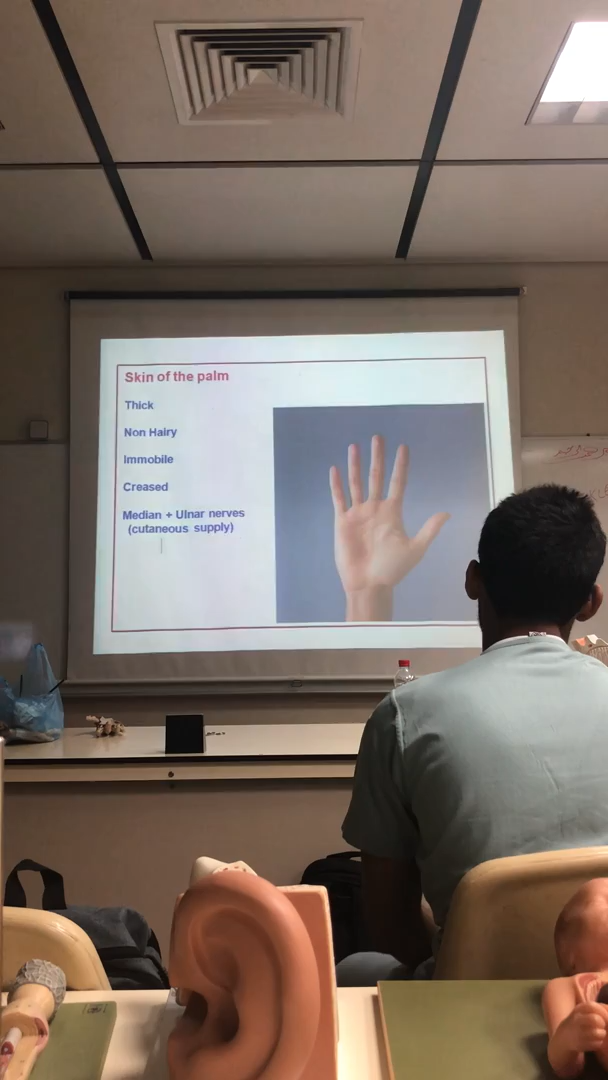 Skin of the palm
Thick
Non Hairy
Immobile
Creased
Median + Ulnar nerves
(cutaneous supply)